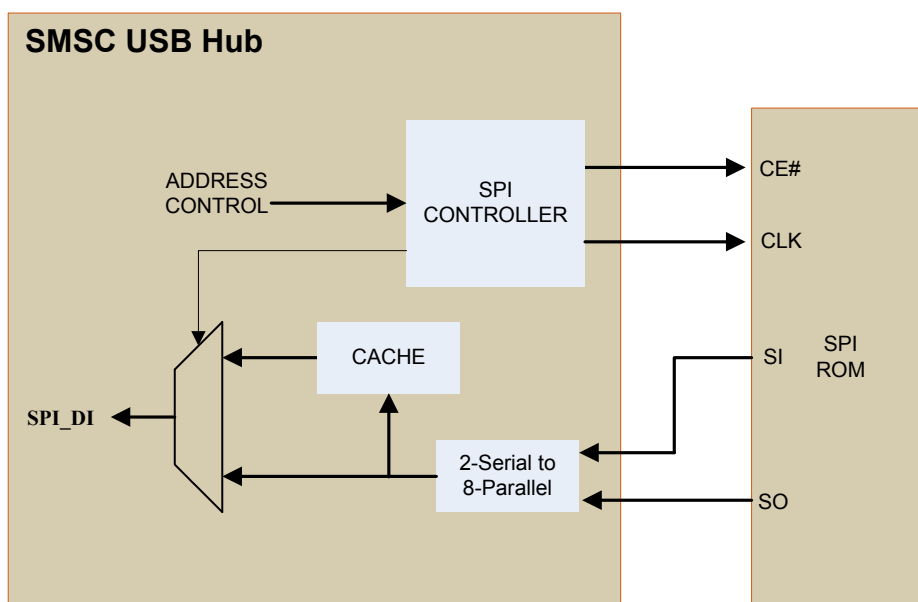 SMSC USB Hub
ADDRESS
CONTROL
SPI
CONTROLLER
CE#
CLK
CACHE
SI
SPI
ROM
SPI_DI
2-Serial to
8-Parallel
SO